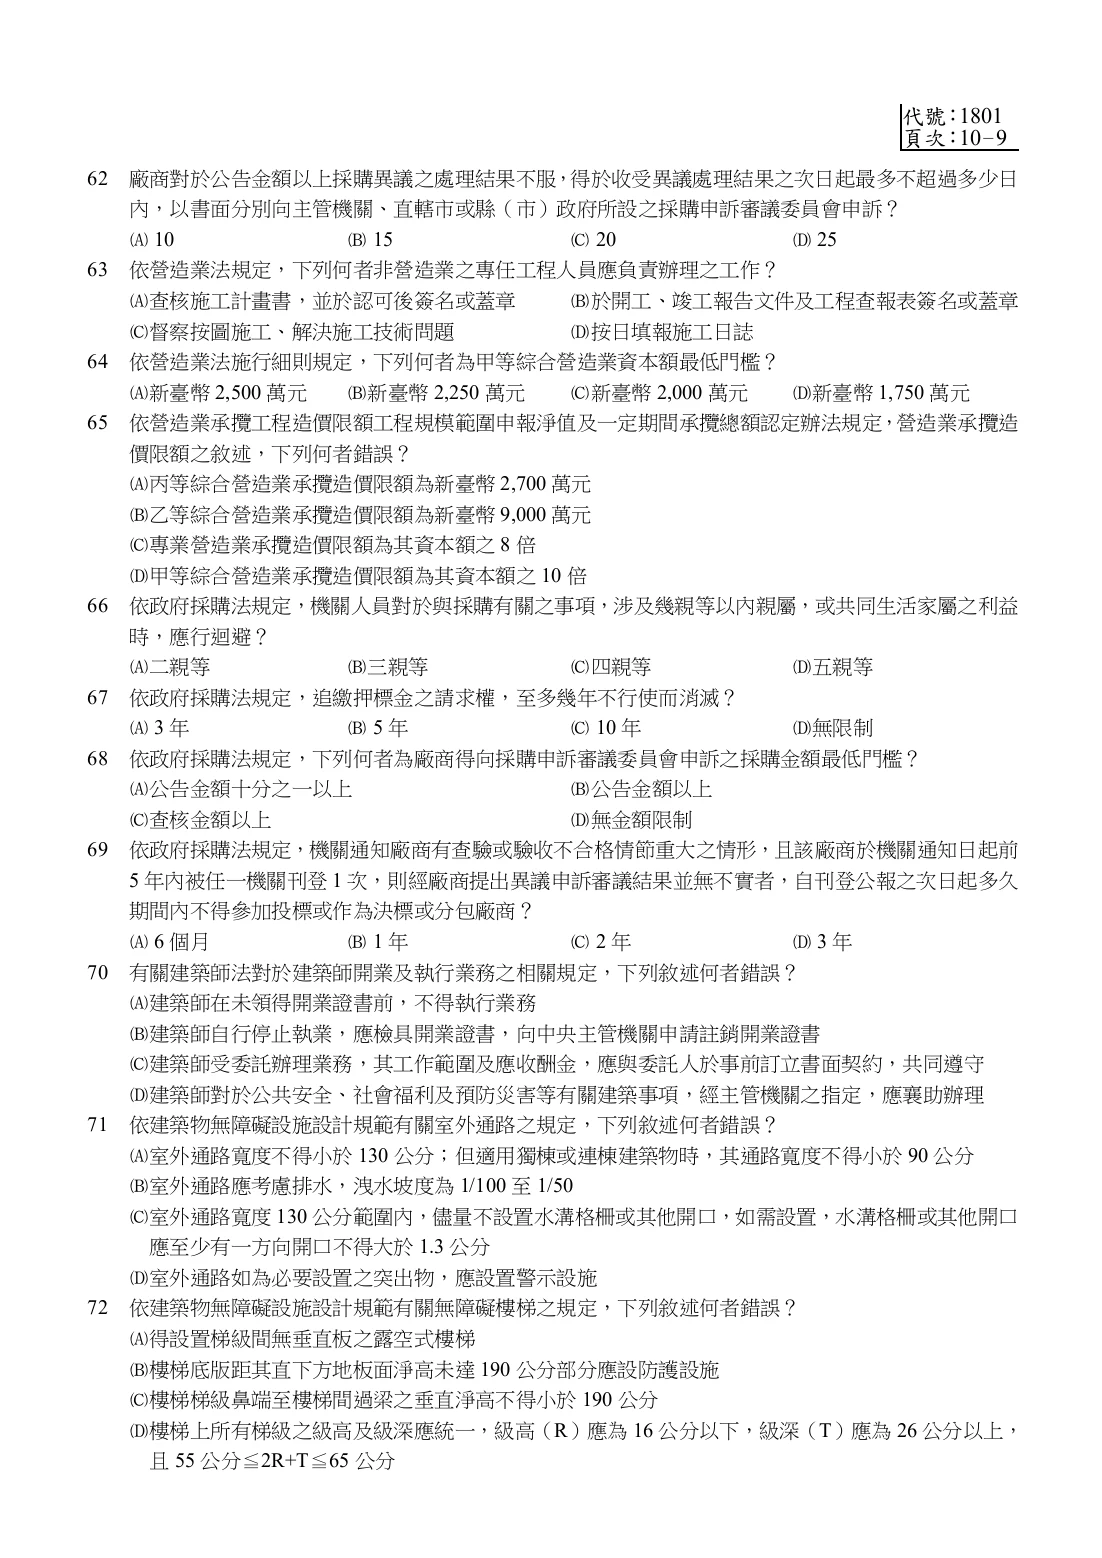 代號：1801
頁次：10－9
62 廠商對於公告金額以上採購異議之處理結果不服，得於收受異議處理結果之次日起最多不超過多少日
內，以書面分別向主管機關、直轄市或縣（市）政府所設之採購申訴審議委員會申訴？
(A) 10 (B) 15 (C) 20 (D) 25
63 依營造業法規定，下列何者非營造業之專任工程人員應負責辦理之工作？
(A)查核施工計畫書，並於認可後簽名或蓋章 (B)於開工、竣工報告文件及工程查報表簽名或蓋章
(C)督察按圖施工、解決施工技術問題 (D)按日填報施工日誌
64 依營造業法施行細則規定，下列何者為甲等綜合營造業資本額最低門檻？
(A)新臺幣 2,500 萬元 (B)新臺幣 2,250 萬元 (C)新臺幣 2,000 萬元 (D)新臺幣 1,750 萬元
65 依營造業承攬工程造價限額工程規模範圍申報淨值及一定期間承攬總額認定辦法規定，營造業承攬造
價限額之敘述，下列何者錯誤？
(A)丙等綜合營造業承攬造價限額為新臺幣 2,700 萬元
(B)乙等綜合營造業承攬造價限額為新臺幣 9,000 萬元
(C)專業營造業承攬造價限額為其資本額之 8 倍
(D)甲等綜合營造業承攬造價限額為其資本額之 10 倍
66 依政府採購法規定，機關人員對於與採購有關之事項，涉及幾親等以內親屬，或共同生活家屬之利益
時，應行迴避？
(A)二親等 (B)三親等 (C)四親等 (D)五親等
67 依政府採購法規定，追繳押標金之請求權，至多幾年不行使而消滅？
(A) 3 年 (B) 5 年 (C) 10 年 (D)無限制
68 依政府採購法規定，下列何者為廠商得向採購申訴審議委員會申訴之採購金額最低門檻？
(A)公告金額十分之一以上 (B)公告金額以上
(C)查核金額以上 (D)無金額限制
69 依政府採購法規定，機關通知廠商有查驗或驗收不合格情節重大之情形，且該廠商於機關通知日起前
5 年內被任一機關刊登 1 次，則經廠商提出異議申訴審議結果並無不實者，自刊登公報之次日起多久
期間內不得參加投標或作為決標或分包廠商？
(A) 6 個月 (B) 1 年 (C) 2 年 (D) 3 年
70 有關建築師法對於建築師開業及執行業務之相關規定，下列敘述何者錯誤？
(A)建築師在未領得開業證書前，不得執行業務
(B)建築師自行停止執業，應檢具開業證書，向中央主管機關申請註銷開業證書
(C)建築師受委託辦理業務，其工作範圍及應收酬金，應與委託人於事前訂立書面契約，共同遵守
(D)建築師對於公共安全、社會福利及預防災害等有關建築事項，經主管機關之指定，應襄助辦理
71 依建築物無障礙設施設計規範有關室外通路之規定，下列敘述何者錯誤？
(A)室外通路寬度不得小於 130 公分；但適用獨棟或連棟建築物時，其通路寬度不得小於 90 公分
(B)室外通路應考慮排水，洩水坡度為 1/100 至 1/50
(C)室外通路寬度 130 公分範圍內，儘量不設置水溝格柵或其他開口，如需設置，水溝格柵或其他開口
應至少有一方向開口不得大於 1.3 公分
(D)室外通路如為必要設置之突出物，應設置警示設施
72 依建築物無障礙設施設計規範有關無障礙樓梯之規定，下列敘述何者錯誤？
(A)得設置梯級間無垂直板之露空式樓梯
(B)樓梯底版距其直下方地板面淨高未達 190 公分部分應設防護設施
(C)樓梯梯級鼻端至樓梯間過梁之垂直淨高不得小於 190 公分
(D)樓梯上所有梯級之級高及級深應統一，級高（R）應為 16 公分以下，級深（T）應為 26 公分以上，
且 55 公分≦2R+T≦65 公分